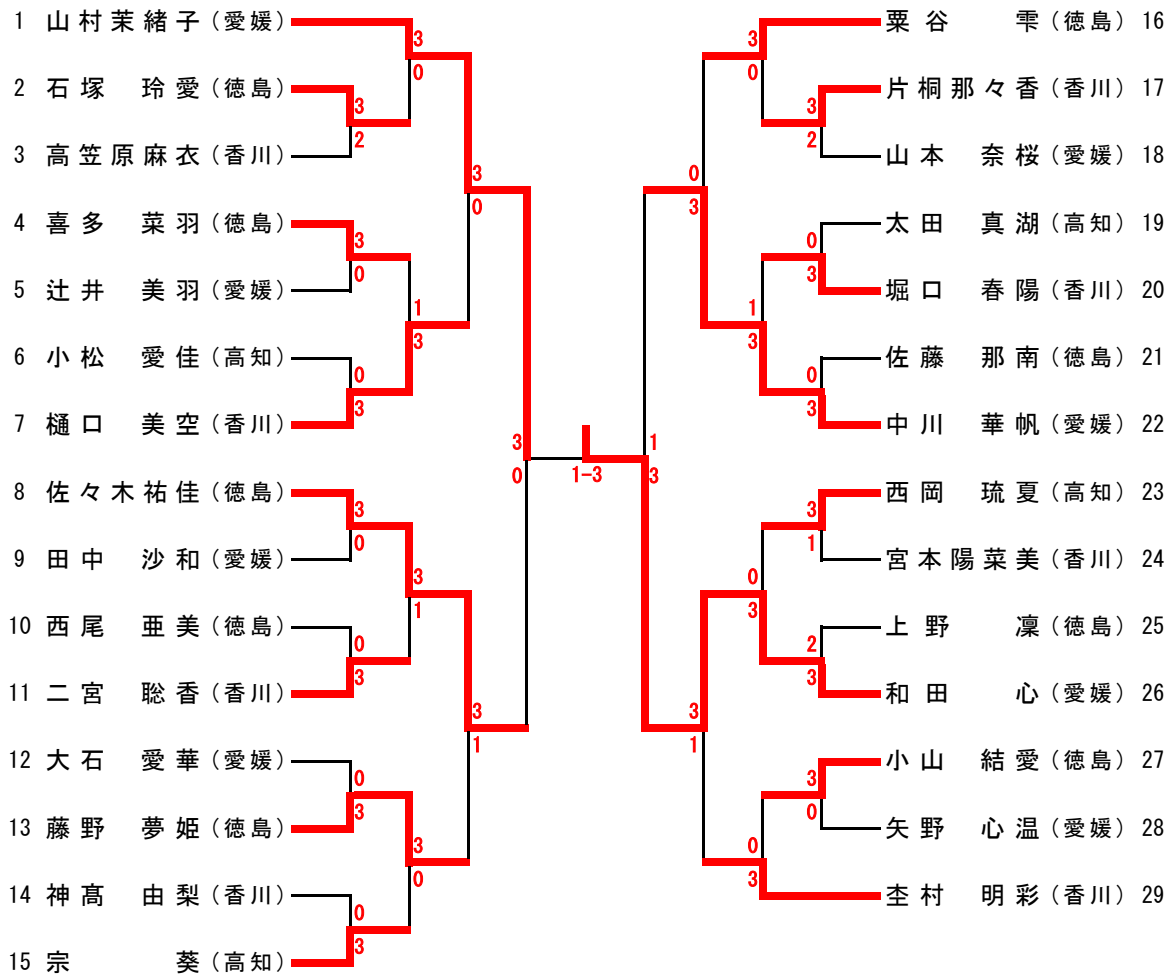 1 山村茉緒子(愛媛)
2 石塚 玲愛(徳島)
3 高笠原麻衣(香川)
4 喜多 菜羽(徳島)
5 辻井 美羽(愛媛)
6 小松 愛佳(高知)
7 樋口 美空(香川)
8 佐々木祐佳(徳島)
9 田中 沙和(愛媛)
10 西尾 亜美(徳島)
11 二宮 聡香(香川)
12 大石 愛華(愛媛)
13 藤野 夢姫(徳島)
14 神髙 由梨(香川)
15 宗 葵(高知)
3
0
3
2
3
0
3
0
1
3
0
3
3
0
3
0
3
1
0
3
3
1
0
3
3
0
0
3
1-3
3
0
3
2
0
3
0
3
1
3
0
3
1
3
3
1
0
3
2
3
3
1
3
0
0
3
粟谷 雫(徳島) 16
片桐那々香(香川) 17
山本 奈桜(愛媛) 18
太田 真湖(高知) 19
堀口 春陽(香川) 20
佐藤 那南(徳島) 21
中川 華帆(愛媛) 22
西岡 琉夏(高知) 23
宮本陽菜美(香川) 24
上野 凜(徳島) 25
和田 心(愛媛) 26
小山 結愛(徳島) 27
矢野 心温(愛媛) 28
杢村 明彩(香川) 29